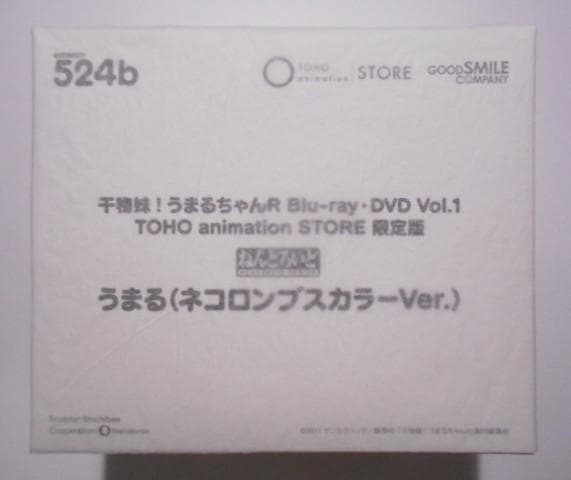 524b
TOHO animation STORE
GOODSMILE COMPANY
干物妹！うまるちゃんR Blu-ray・DVD Vol.1
TOHO animation STORE 限定版
ねんどろいど
うまる（ネコロンブスカラーVer.）
Cooperation
Nendoron